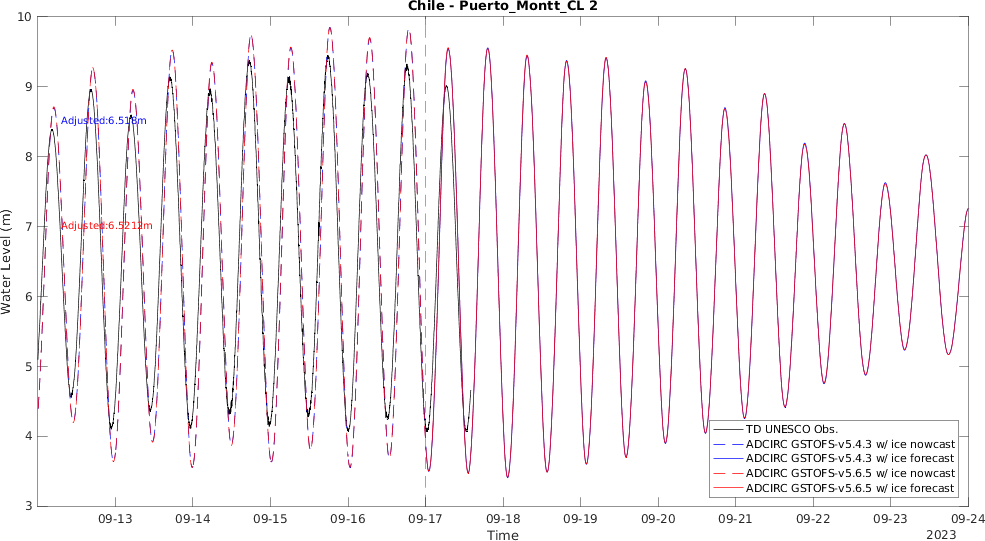 Chile - Puerto_Montt_CL 2
Water Level (m)
10
9
8
7
6
5
4
3
Adjusted:6.518m
Adjusted:6.5212m
TD UNESCO Obs.
ADCIRC GSTOFS-v5.4.3 w/ ice nowcast
ADCIRC GSTOFS-v5.4.3 w/ ice forecast
ADCIRC GSTOFS-v5.6.5 w/ ice nowcast
ADCIRC GSTOFS-v5.6.5 w/ ice forecast
09-13 09-14 09-15 09-16 09-17 09-18 09-19 09-20 09-21 09-22 09-23 09-24
Time
2023